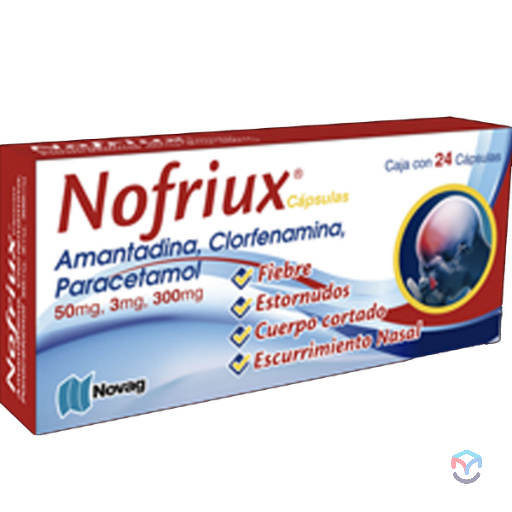 Nofriux®
Cápsulas
Caja con 24 Cápsulas
Amantadina, Clorfenamina,
Paracetamol
50mg, 3mg, 300mg
Fiebre
Estornudos
Cuerpo cortado
Escurrimiento Nasal
Novag
Nofriux